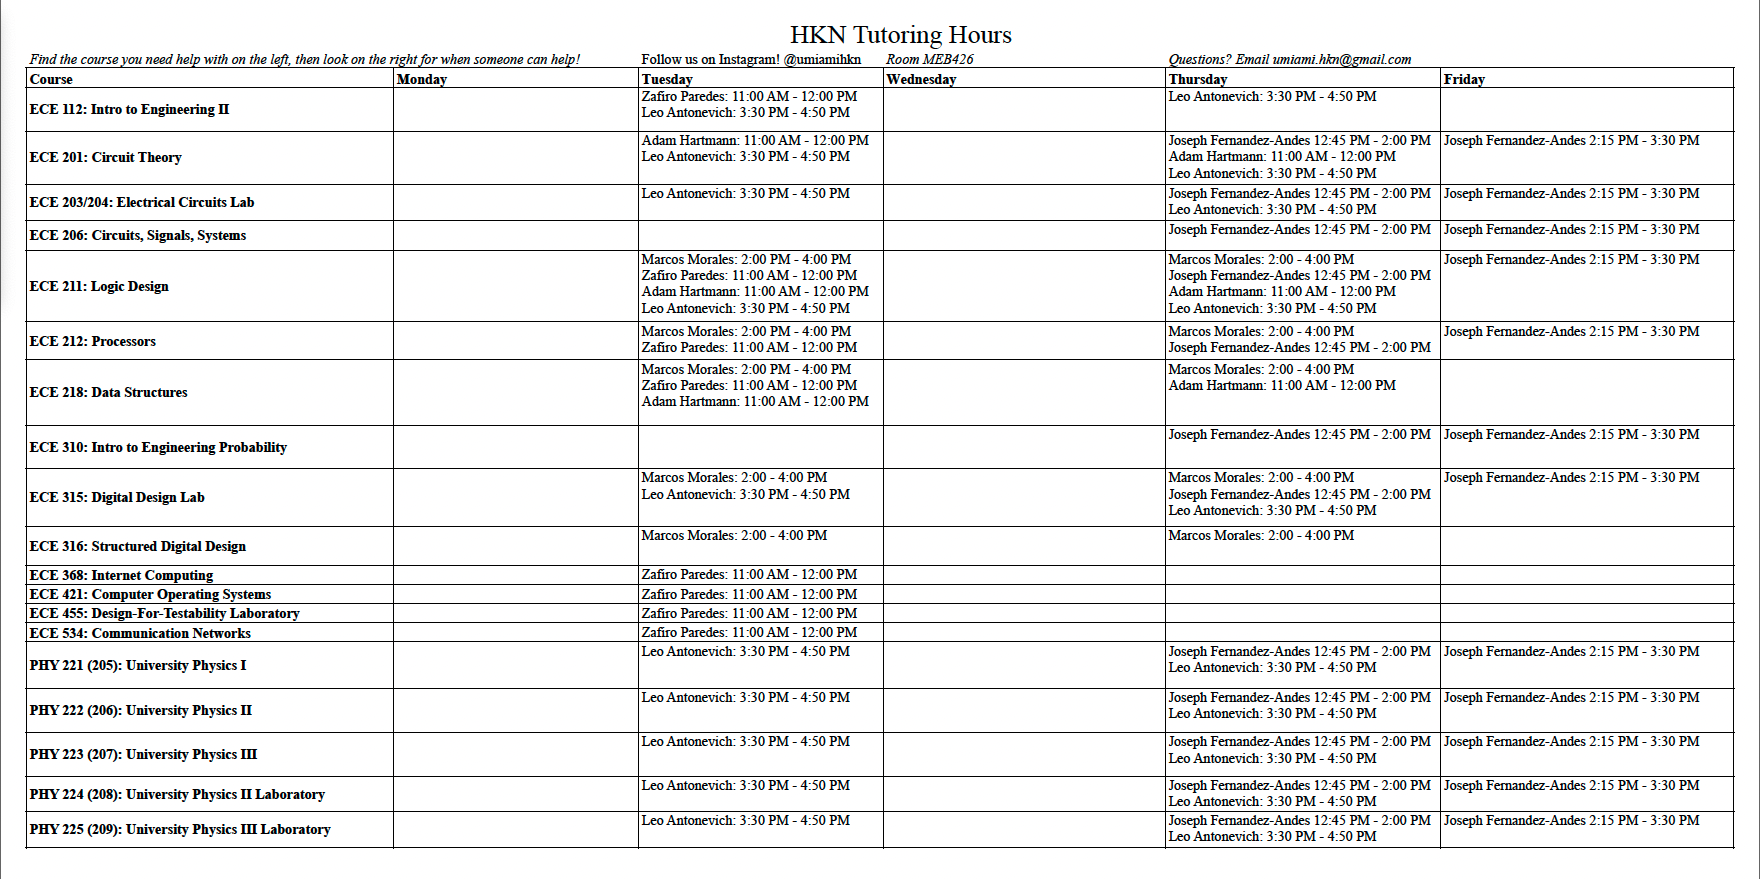 HKN Tutoring Hours
Find the course you need help with on the left, then look on the right for when someone can help!
Follow us on Instagram! @umiamihkn
Room MEB426
Questions? Email umiami.hkn@gmail.com
Course
Monday
Tuesday
Wednesday
Thursday
Friday
ECE 112: Intro to Engineering II
Zafiro Paredes: 11:00 AM - 12:00 PM
Leo Antonevich: 3:30 PM - 4:50 PM
Leo Antonevich: 3:30 PM - 4:50 PM
ECE 201: Circuit Theory
Adam Hartmann: 11:00 AM - 12:00 PM
Leo Antonevich: 3:30 PM - 4:50 PM
Joseph Fernandez-Andes 12:45 PM - 2:00 PM
Adam Hartmann: 11:00 AM - 12:00 PM
Leo Antonevich: 3:30 PM - 4:50 PM
Joseph Fernandez-Andes 2:15 PM - 3:30 PM
ECE 203/204: Electrical Circuits Lab
Leo Antonevich: 3:30 PM - 4:50 PM
Joseph Fernandez-Andes 12:45 PM - 2:00 PM
Leo Antonevich: 3:30 PM - 4:50 PM
Joseph Fernandez-Andes 2:15 PM - 3:30 PM
ECE 206: Circuits, Signals, Systems
Joseph Fernandez-Andes 12:45 PM - 2:00 PM
Joseph Fernandez-Andes 2:15 PM - 3:30 PM
ECE 211: Logic Design
Marcos Morales: 2:00 PM - 4:00 PM
Zafiro Paredes: 11:00 AM - 12:00 PM
Adam Hartmann: 11:00 AM - 12:00 PM
Leo Antonevich: 3:30 PM - 4:50 PM
Marcos Morales: 2:00 - 4:00 PM
Joseph Fernandez-Andes 12:45 PM - 2:00 PM
Adam Hartmann: 11:00 AM - 12:00 PM
Leo Antonevich: 3:30 PM - 4:50 PM
Joseph Fernandez-Andes 2:15 PM - 3:30 PM
ECE 212: Processors
Marcos Morales: 2:00 PM - 4:00 PM
Zafiro Paredes: 11:00 AM - 12:00 PM
Marcos Morales: 2:00 - 4:00 PM
Joseph Fernandez-Andes 12:45 PM - 2:00 PM
Joseph Fernandez-Andes 2:15 PM - 3:30 PM
ECE 218: Data Structures
Marcos Morales: 2:00 PM - 4:00 PM
Zafiro Paredes: 11:00 AM - 12:00 PM
Adam Hartmann: 11:00 AM - 12:00 PM
Marcos Morales: 2:00 - 4:00 PM
Adam Hartmann: 11:00 AM - 12:00 PM
ECE 310: Intro to Engineering Probability
Joseph Fernandez-Andes 12:45 PM - 2:00 PM
Joseph Fernandez-Andes 2:15 PM - 3:30 PM
ECE 315: Digital Design Lab
Marcos Morales: 2:00 - 4:00 PM
Leo Antonevich: 3:30 PM - 4:50 PM
Marcos Morales: 2:00 - 4:00 PM
Joseph Fernandez-Andes 12:45 PM - 2:00 PM
Leo Antonevich: 3:30 PM - 4:50 PM
Joseph Fernandez-Andes 2:15 PM - 3:30 PM
ECE 316: Structured Digital Design
Marcos Morales: 2:00 - 4:00 PM
Marcos Morales: 2:00 - 4:00 PM
ECE 368: Internet Computing
Zafiro Paredes: 11:00 AM - 12:00 PM
ECE 421: Computer Operating Systems
Zafiro Paredes: 11:00 AM - 12:00 PM
ECE 455: Design-For-Testability Laboratory
Zafiro Paredes: 11:00 AM - 12:00 PM
ECE 534: Communication Networks
Zafiro Paredes: 11:00 AM - 12:00 PM
PHY 221 (205): University Physics I
Leo Antonevich: 3:30 PM - 4:50 PM
Joseph Fernandez-Andes 12:45 PM - 2:00 PM
Leo Antonevich: 3:30 PM - 4:50 PM
Joseph Fernandez-Andes 2:15 PM - 3:30 PM
PHY 222 (206): University Physics II
Leo Antonevich: 3:30 PM - 4:50 PM
Joseph Fernandez-Andes 12:45 PM - 2:00 PM
Leo Antonevich: 3:30 PM - 4:50 PM
Joseph Fernandez-Andes 2:15 PM - 3:30 PM
PHY 223 (207): University Physics III
Leo Antonevich: 3:30 PM - 4:50 PM
Joseph Fernandez-Andes 12:45 PM - 2:00 PM
Leo Antonevich: 3:30 PM - 4:50 PM
Joseph Fernandez-Andes 2:15 PM - 3:30 PM
PHY 224 (208): University Physics II Laboratory
Leo Antonevich: 3:30 PM - 4:50 PM
Joseph Fernandez-Andes 12:45 PM - 2:00 PM
Leo Antonevich: 3:30 PM - 4:50 PM
Joseph Fernandez-Andes 2:15 PM - 3:30 PM
PHY 225 (209): University Physics III Laboratory
Leo Antonevich: 3:30 PM - 4:50 PM
Joseph Fernandez-Andes 12:45 PM - 2:00 PM
Leo Antonevich: 3:30 PM - 4:50 PM
Joseph Fernandez-Andes 2:15 PM - 3:30 PM